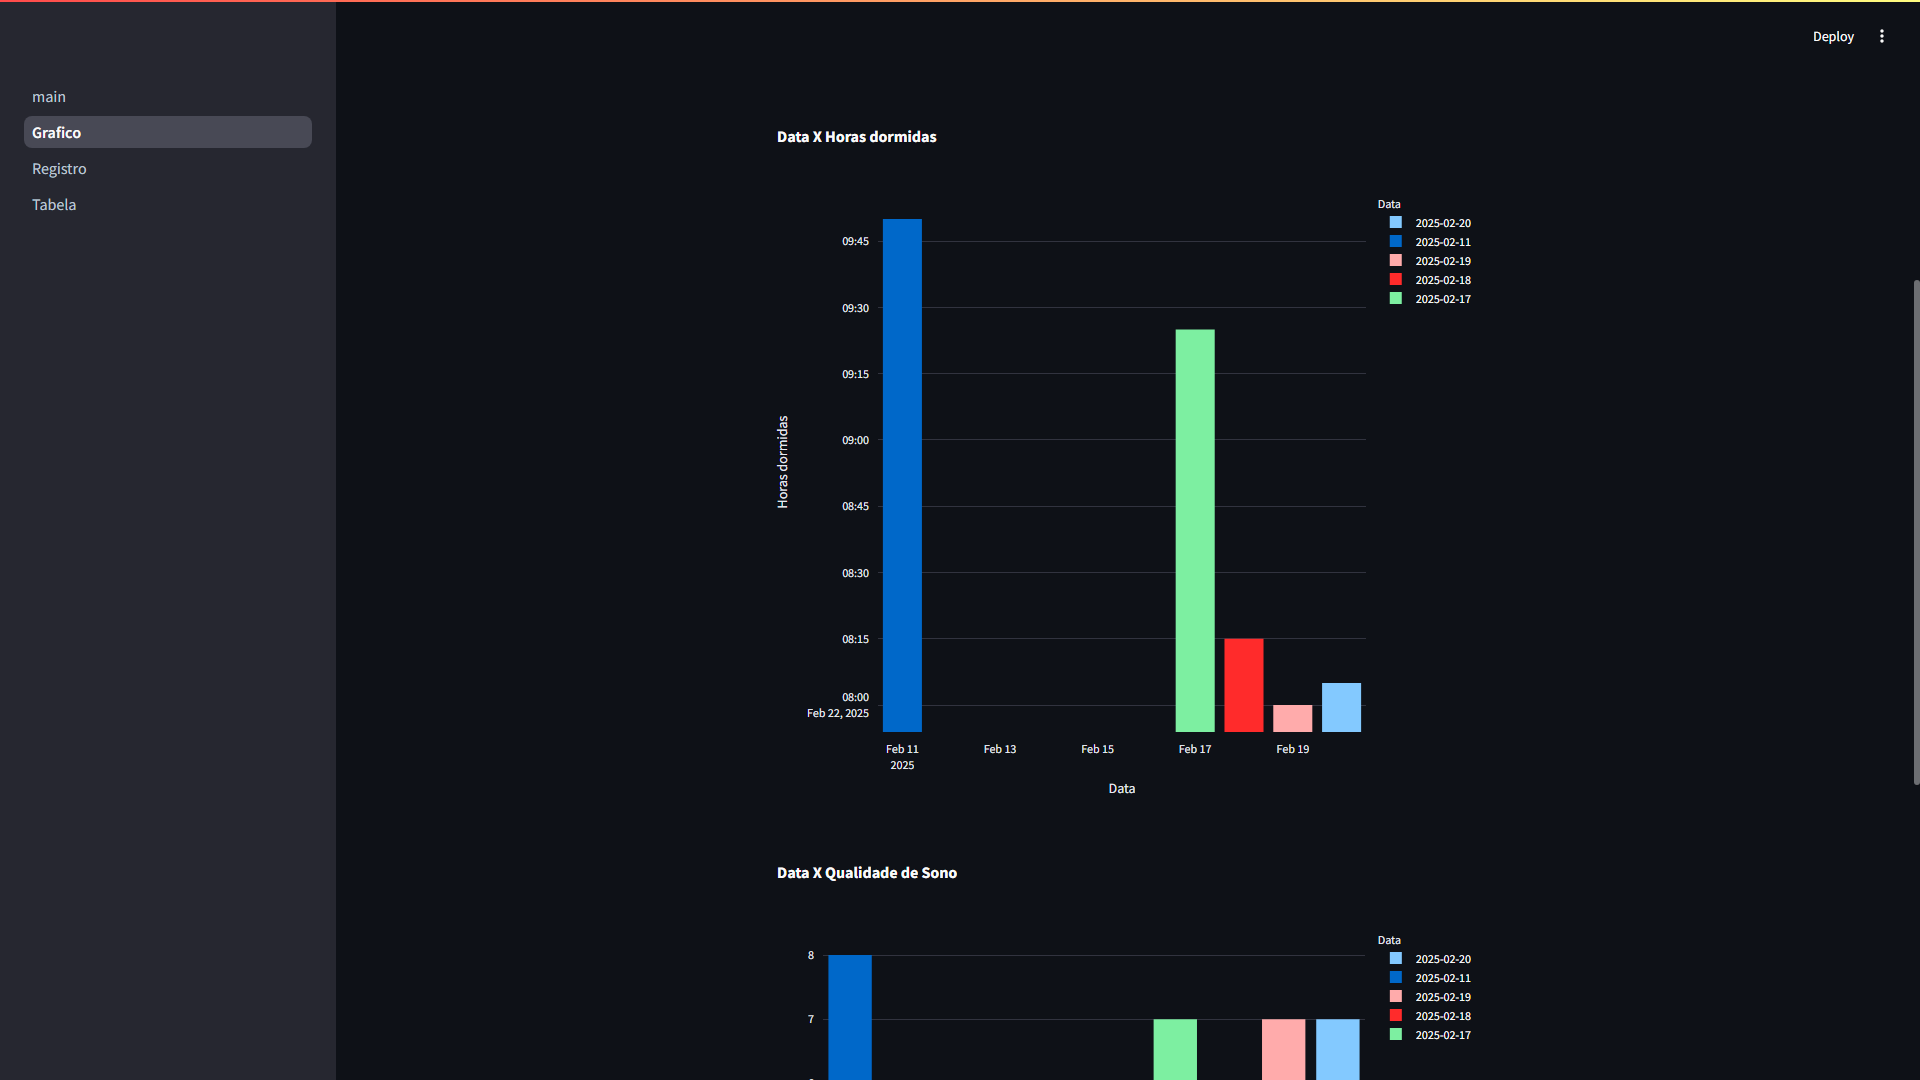 Deploy
main
Grafico
Registro
Tabela
Data X Horas dormidas
Data
2025-02-20
2025-02-11
2025-02-19
2025-02-18
2025-02-17
09:45
09:30
09:15
09:00
08:45
08:30
08:15
08:00
Feb 22, 2025
Horas dormidas
Feb 11
2025
Feb 13
Feb 15
Feb 17
Feb 19
Data
Data X Qualidade de Sono
Data
2025-02-20
2025-02-11
2025-02-19
2025-02-18
2025-02-17
8
7